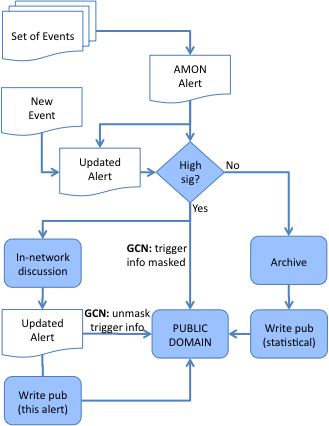 Set of Events
AMON
Alert
New
Event
Updated
Alert
High
sig?
No
Yes
GCN: trigger
info masked
In-network
discussion
Archive
GCN: unmask
trigger info
Updated
Alert
PUBLIC
DOMAIN
Write pub
(statistical)
Write pub
(this alert)